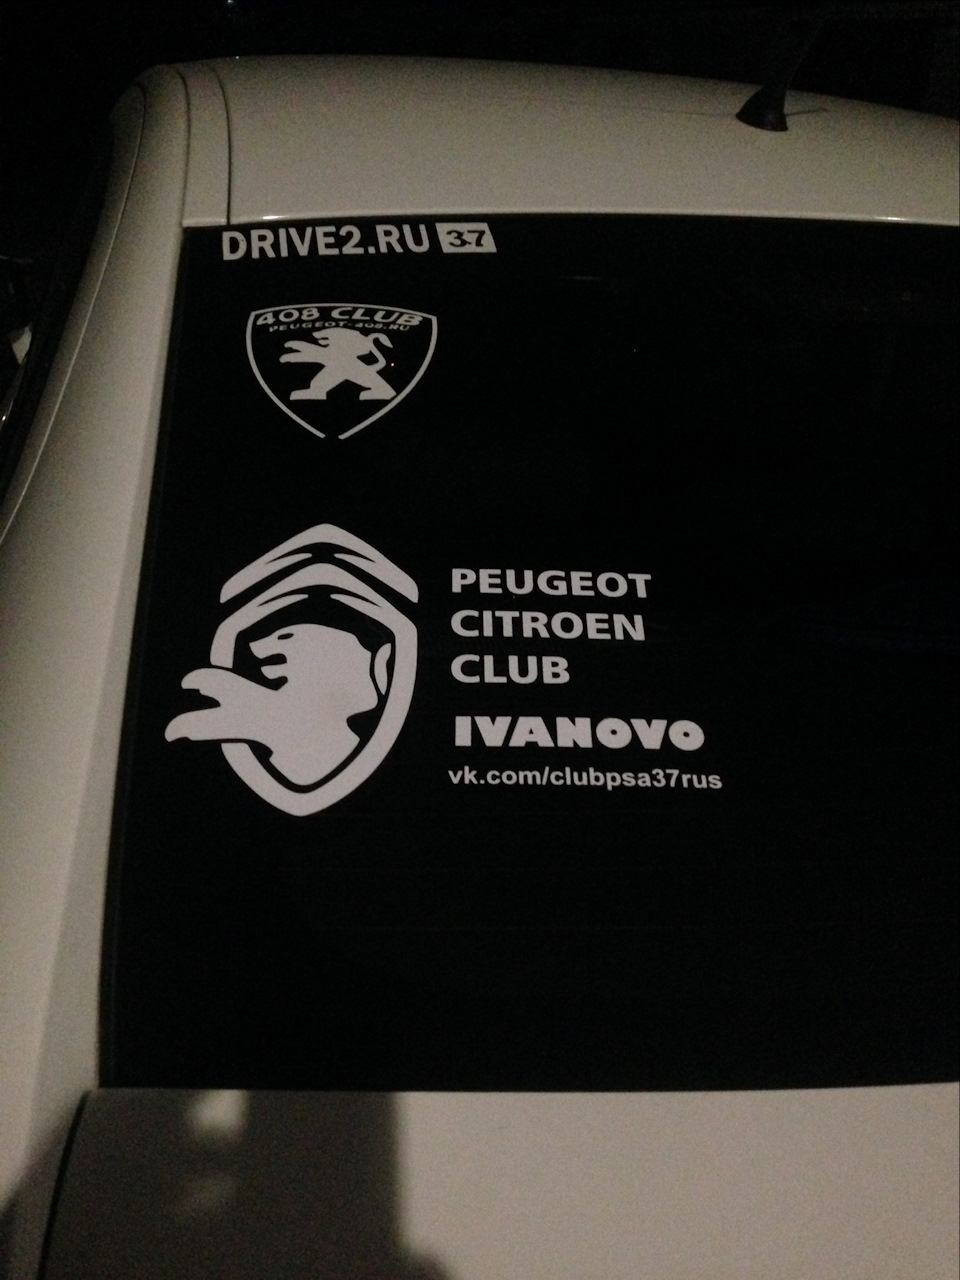 DRIVE2.RU 37
408 CLUB
PEUGEOT-408.RU
PEUGEOT
CITROEN
CLUB
IVANOVO
vk.com/clubpsa37rus